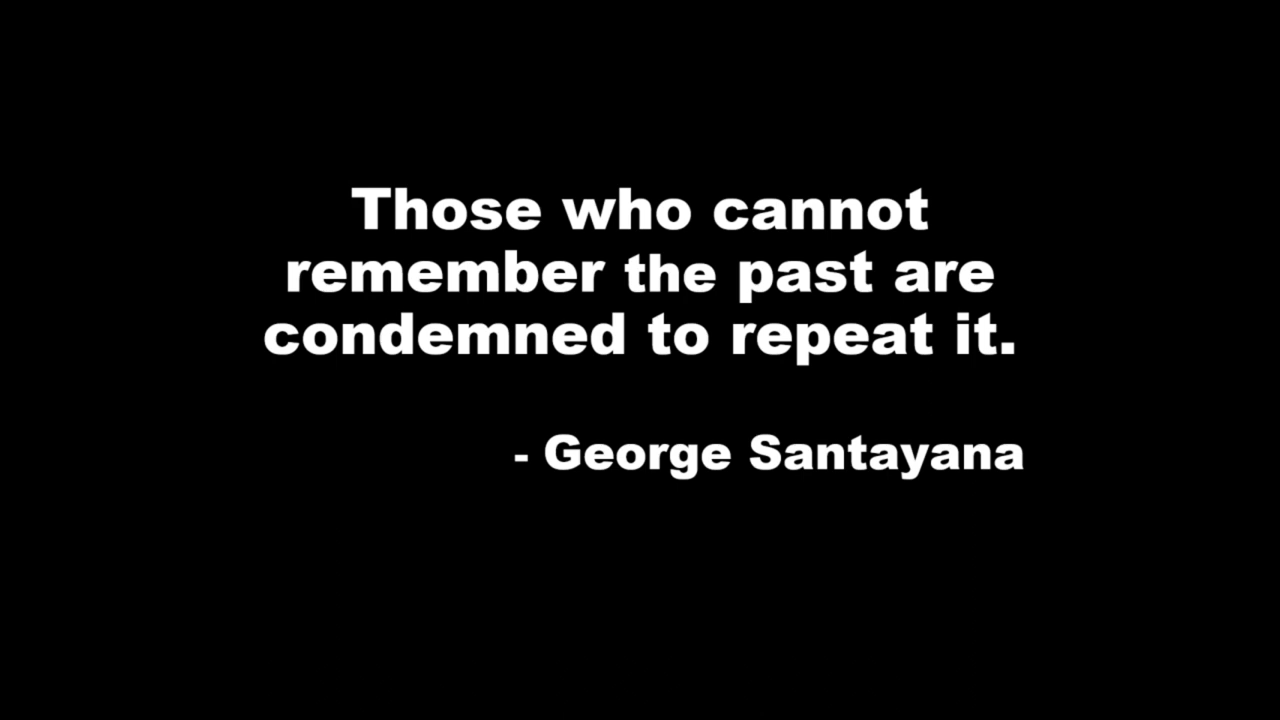 Those who cannot
remember the past are
condemned to repeat it.
- George Santayana